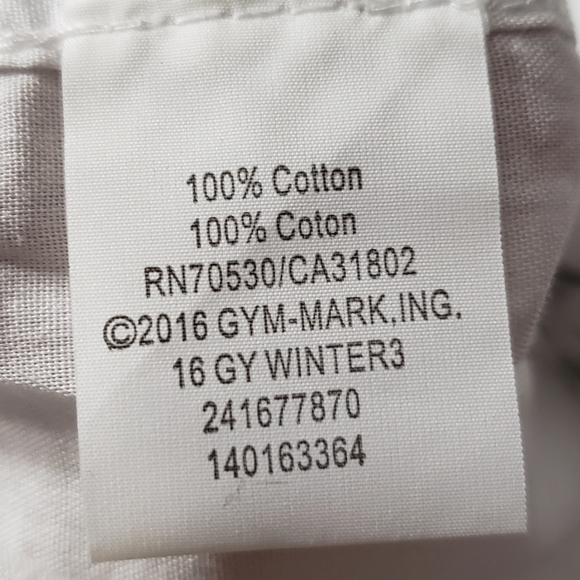 100% Cotton
100% Coton
RN70530/CA31802
©2016 GYM-MARK,ING.
16 GY WINTER3
241677870
140163364